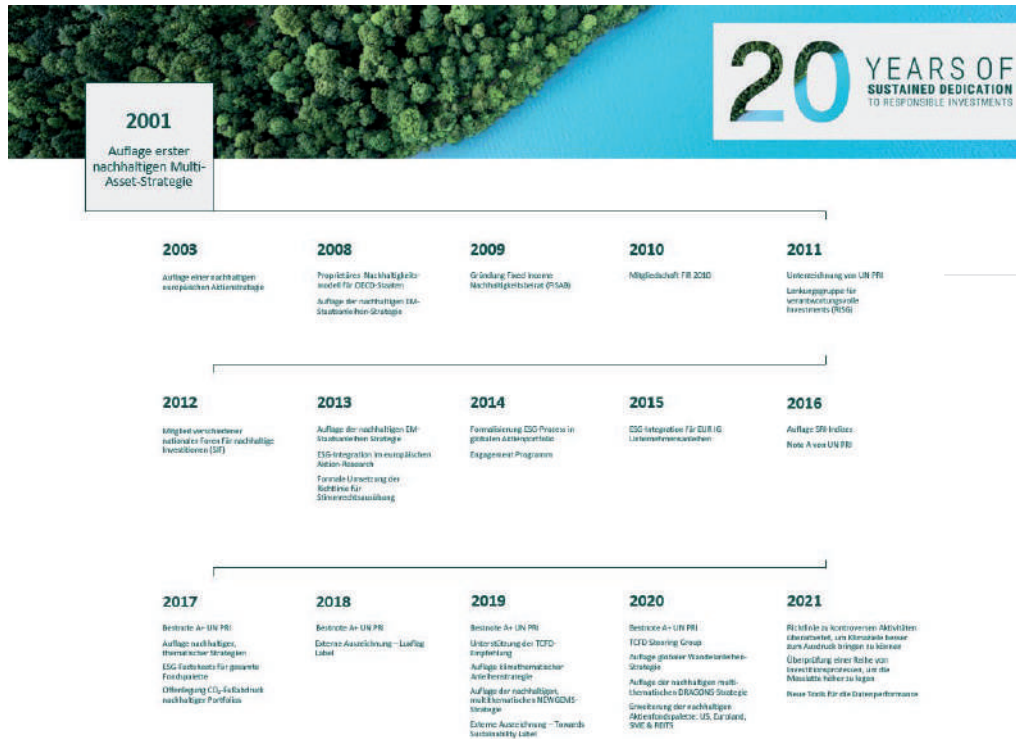 20 YEARS OF
SUSTAINED DEDICATION
TO RESPONSIBLE INVESTMENTS
2001
Auflage erster
nachhaltigen Multi-
Asset-Strategie
2003
Auflage einer nachhaltigen
europäischen Aktienstrategie
2008
Proprietäres Nachhaltigkeits-
modell für OECD-Staaten
Auflage der nachhaltigen EM-
Staatsanleihen-Strategie
2009
Gründung Fixed Income
Nachhaltigkeitsbeirat (FISAB)
2010
Mitgliedschaft FIR 2010
2011
Unterzeichnung von UN PRI
Lenkungsgruppe für
verantwortungsvolle
Investments (RISG)
2012
Mitglied verschiedener
nationaler Foren für nachhaltige
Investitionen (SIF)
2013
Auflage der nachhaltigen EM-
Staatsanleihen Strategie
ESG-Integration im europäischen
Aktien-Research
Formale Umsetzung der
Richtlinie für
Stimmrechtsausübung
2014
Formalisierung ESG-Prozess in
globalen Aktienportfolio
Engagement Programm
2015
ESG-Integration für EUR IG
Unternehmensanleihen
2016
Auflage SRI-Indizes
Note A von UN PRI
2017
Bestnote A+ UN PRI
Auflage nachhaltiger,
thematischer Strategien
ESG-Factsheets für gesamte
Fondspalette
Offenlegung CO₂-Fußabdruck
nachhaltiger Portfolios
2018
Bestnote A+ UN PRI
Externe Auszeichnung – Luxflag
Label
2019
Bestnote A+ UN PRI
Unterstützung der TCFD-
Empfehlung
Auflage klimathematischer
Anleihenstrategie
Auflage der nachhaltigen,
multithematischen NEWGEMS-
Strategie
Externe Auszeichnung – Towards
Sustainability Label
2020
Bestnote A+ UN PRI
TCFD Steering Group
Auflage globaler Wandelanleihen-
Strategie
Auflage der nachhaltigen multi-
thematischen DRAGONS-Strategie
Erweiterung der nachhaltigen
Aktienfondspalette: US, Euroland,
SME & REITS
2021
Richtlinie zu kontroversen Aktivitäten
überarbeitet, um Klimaziele besser
zum Ausdruck bringen zu können
Überprüfung einer Reihe von
Investitionsprozessen, um die
Messlatte höher zu legen
Neue Tools für die Datenperformance